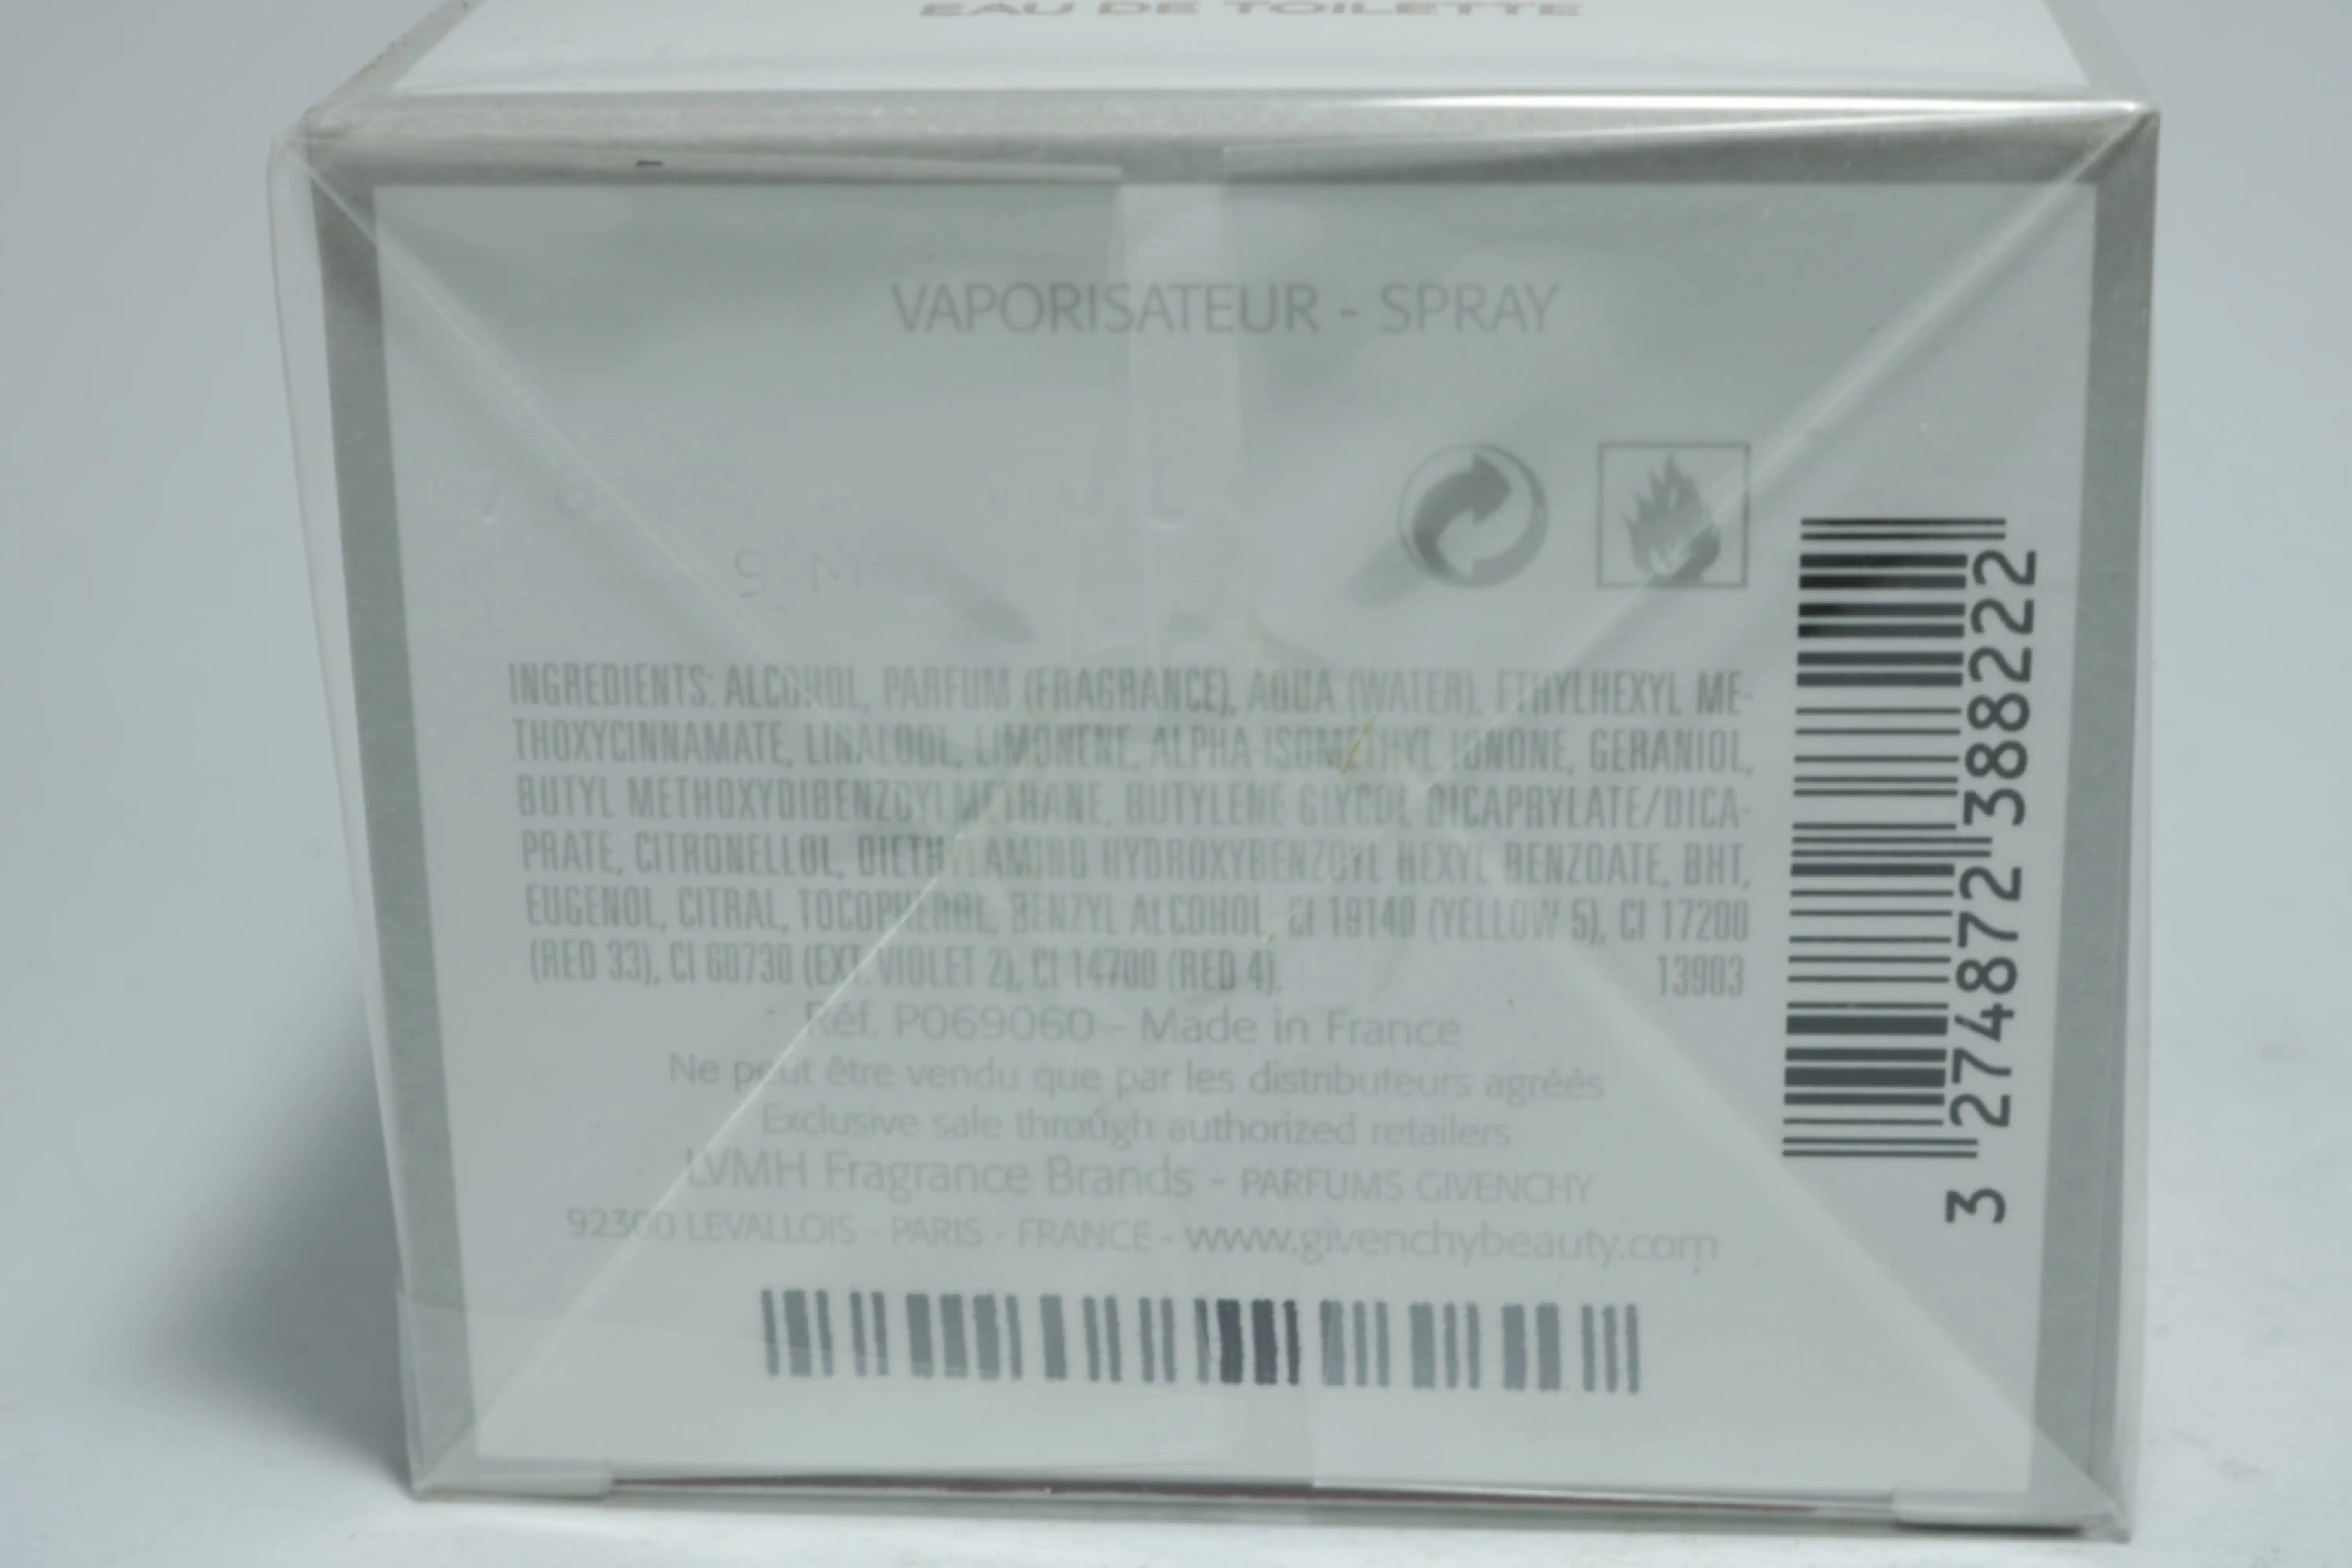 EAU DE TOILETTE
VAPORISATEUR - SPRAY
9 M
INGREDIENTS: ALCOHOL, PARFUM (FRAGRANCE), AQUA (WATER), ETHYLHEXYL ME-
THOXYCINNAMATE, LINALOOL, LIMONENE, ALPHA-ISOMETHYL IONONE, GERANIOL,
BUTYL METHOXYDIBENZOYLMETHANE, BUTYLENE GLYCOL DICAPRYLATE/DICA-
PRATE, CITRONELLOL, DIETHYLAMINO HYDROXYBENZOYL HEXYL BENZOATE, BHT,
EUGENOL, CITRAL, TOCOPHEROL, BENZYL ALCOHOL, CI 19140 (YELLOW 5), CI 17200
(RED 33), CI 60730 (EXT. VIOLET 2), CI 14700 (RED 4). 13903
Réf. P069060 - Made in France
Ne peut être vendu que par les distributeurs agréés
Exclusive sale through authorized retailers
LVMH Fragrance Brands - PARFUMS GIVENCHY
92300 LEVALLOIS - PARIS - FRANCE - www.givenchybeauty.com
3 274872 388222